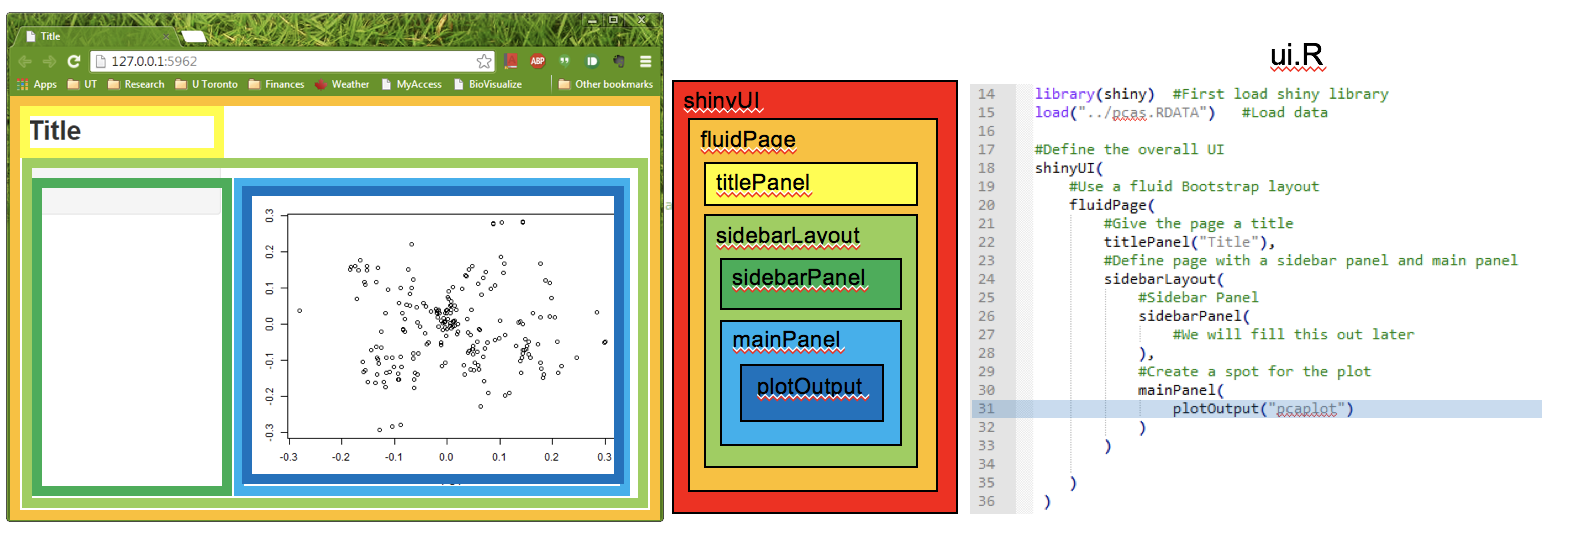 Title
127.0.0.1:5962
ABP
Apps UT Research U Toronto Finances Weather MyAccess BioVisualize Other bookmarks
Title
0.3
0.2
0.1
0.0
-0.1
-0.2
-0.3
-0.3 -0.2 -0.1 0.0 0.1 0.2 0.3
shinyUI
fluidPage
titlePanel
sidebarLayout
sidebarPanel
mainPanel
plotOutput
ui.R
14 library(shiny) #First load shiny library
15 load("../pcas.RDATA") #Load data
16
17 #Define the overall UI
18 shinyUI(
19 #Use a fluid Bootstrap layout
20 fluidPage(
21 #Give the page a title
22 titlePanel("Title"),
23 #Define page with a sidebar panel and main panel
24 sidebarLayout(
25 #Sidebar Panel
26 sidebarPanel(
27 #We will fill this out later
28 ),
29 #Create a spot for the plot
30 mainPanel(
31 plotOutput("pcaplot")
32 )
33 )
34
35 )
36 )